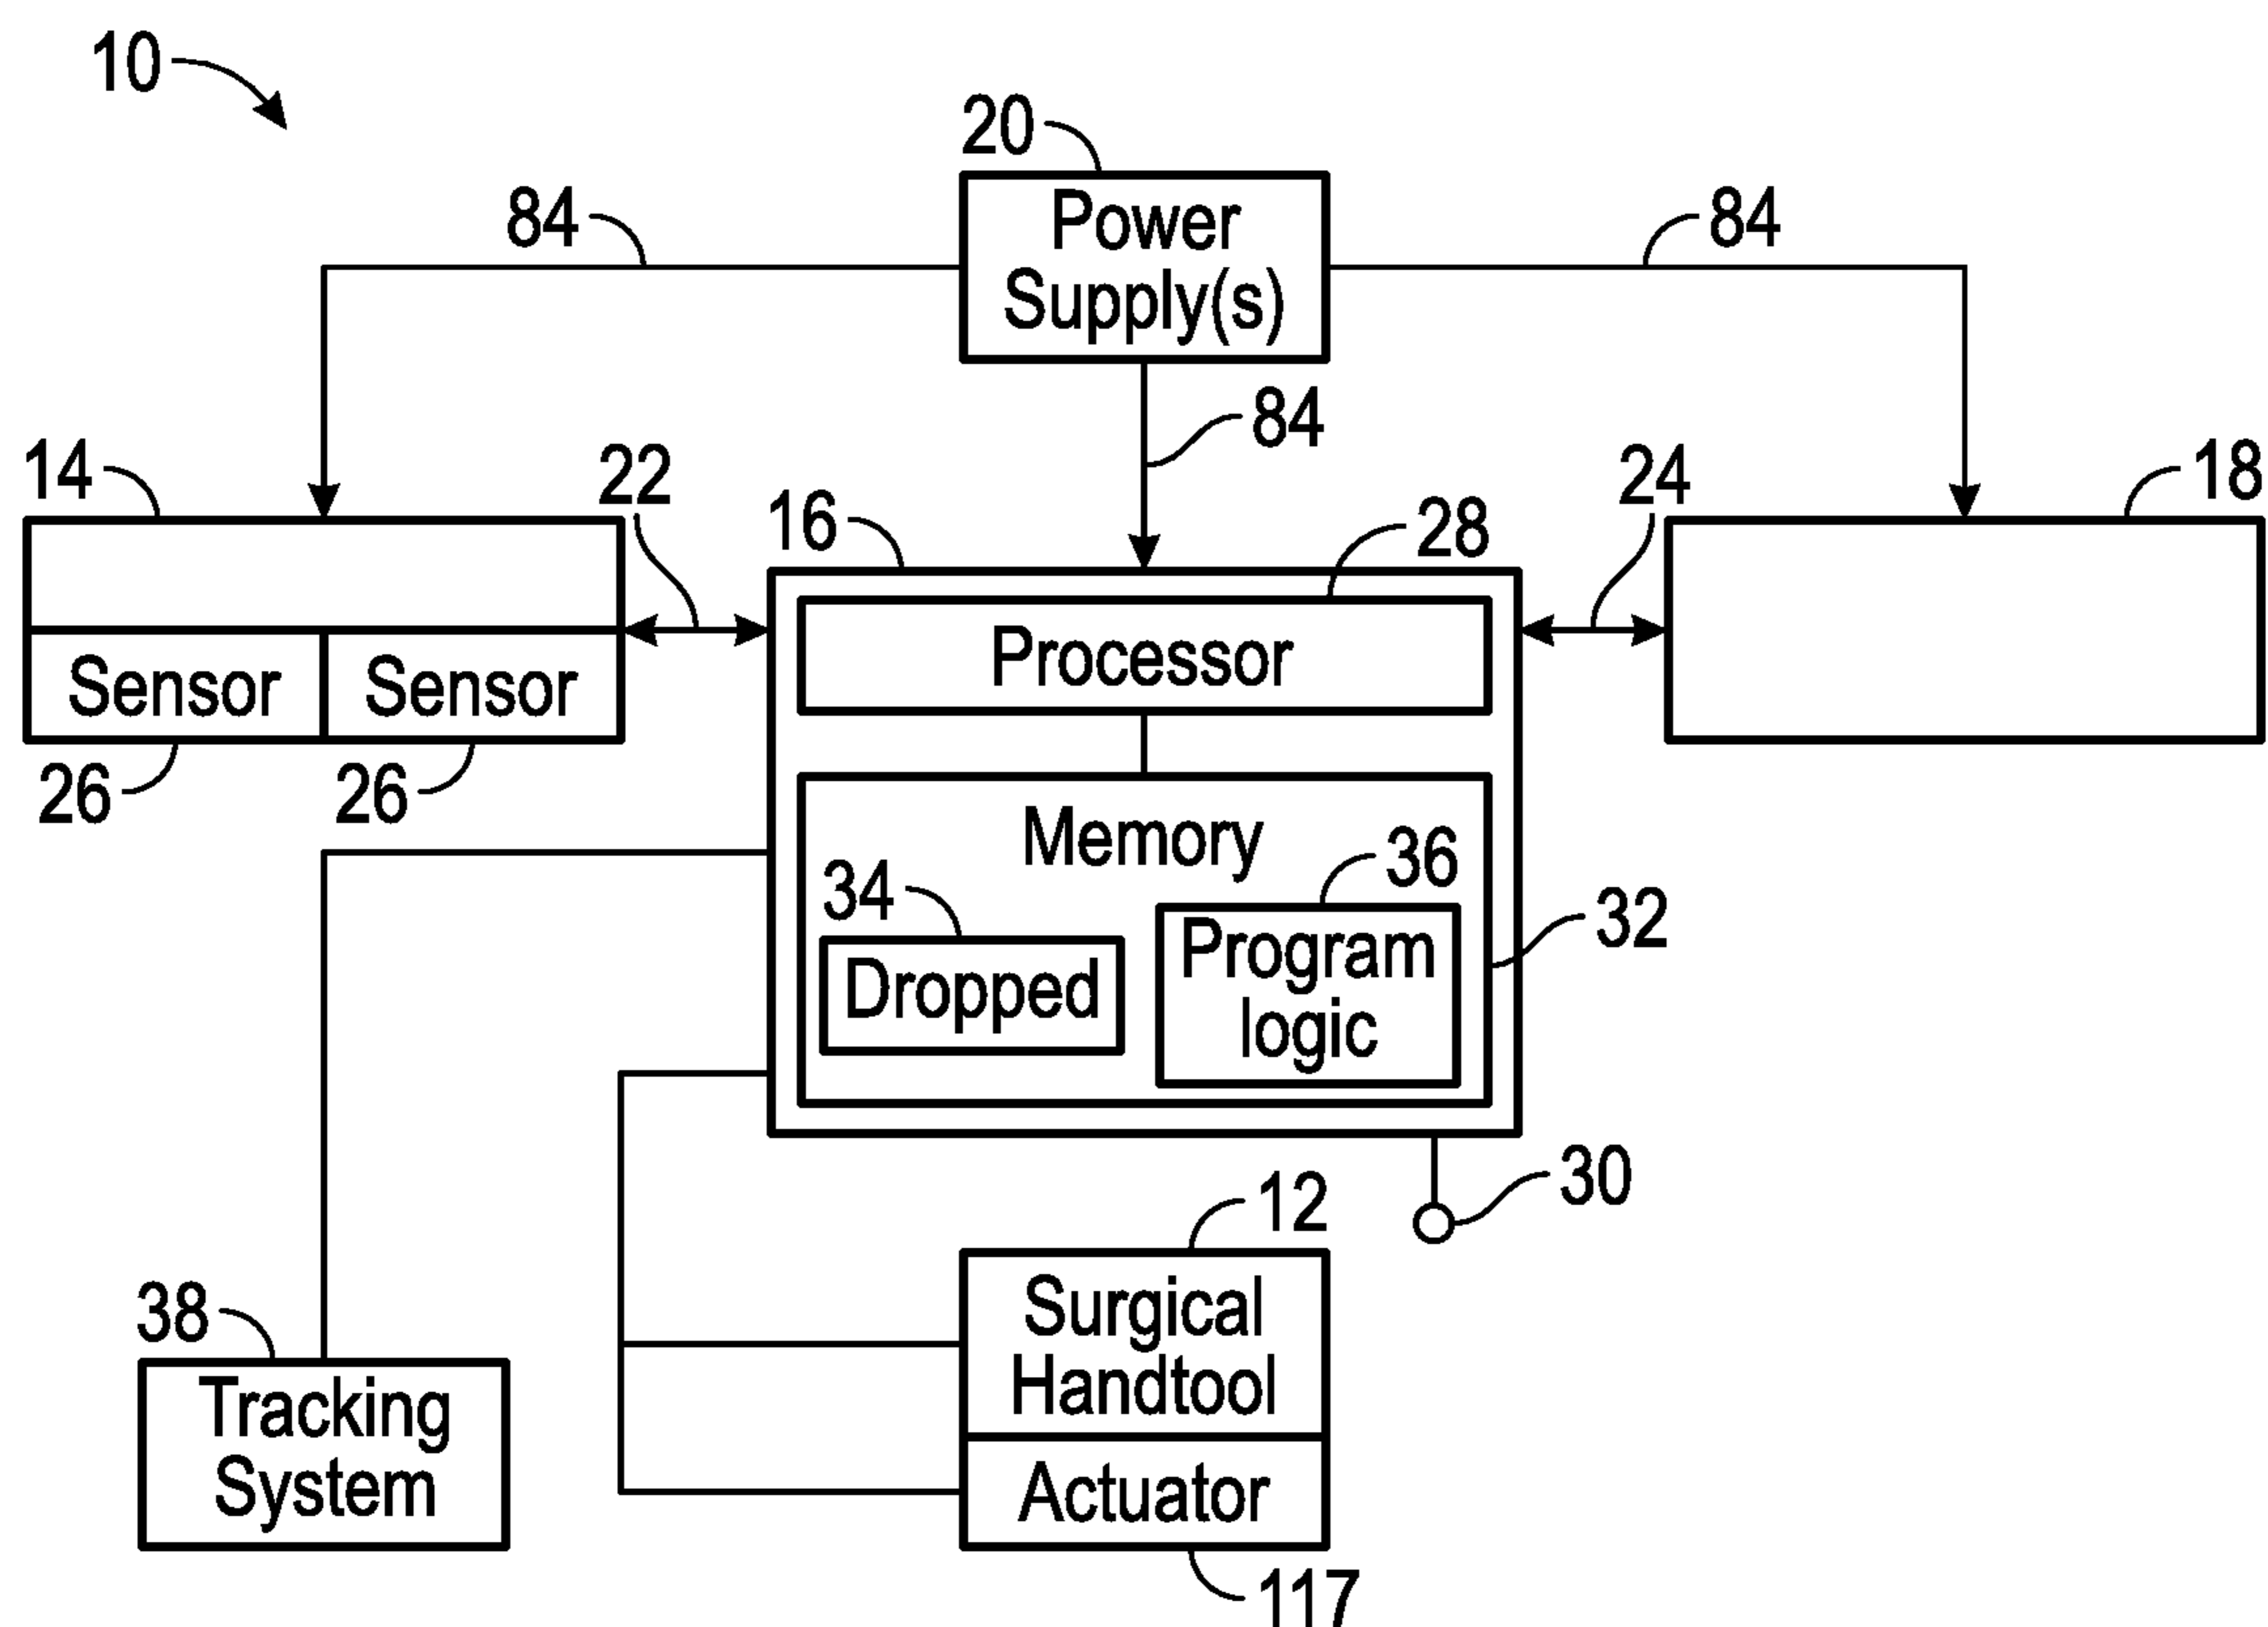 10
20
Power
Supply(s)
84
84
84
14
22
16
28
24
18
Processor
Sensor
Sensor
26
26
Memory
34
36
32
Dropped
Program
logic
30
12
Surgical
Handtool
38
Tracking
System
Actuator
117